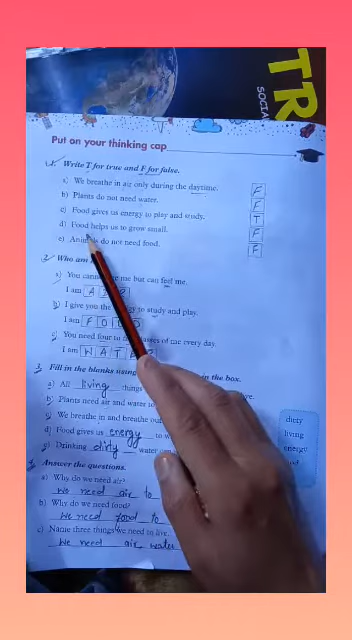 TR
SOCIAL
Put on your thinking cap
1. Write T for true and F for false.
a) We breathe in air only during the daytime. F
b) Plants do not need water. F
c) Food gives us energy to play and study. T
d) Food helps us to grow small. F
e) Animals do not need food. F
2. Who am
a) You cannot me but can feel me.
I am A
b) I give you the energy to study and play.
I am F O O D
c) You need four to glasses of me every day.
I am W A T E R
3. Fill in the blanks using in the box.
a) All living things
b) Plants need air and water to
c) We breathe in and breathe out
d) Food gives us energy to
e) Drinking dirty water can
dirty
living
energy
4. Answer the questions.
a) Why do we need air?
We need air to
b) Why do we need food?
We need food to
c) Name three things we need to live.
We need air water